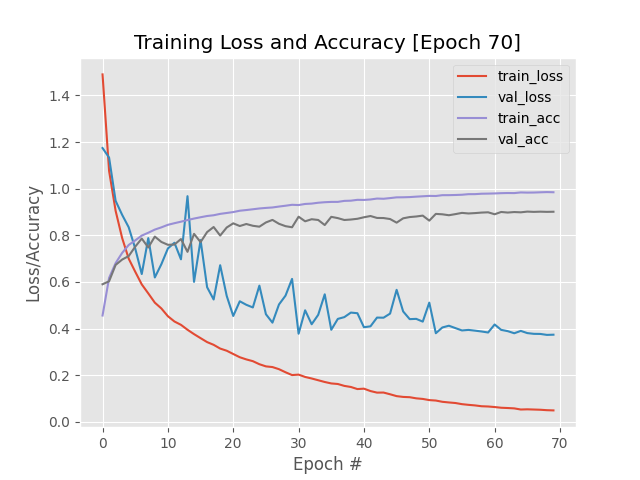 Training Loss and Accuracy [Epoch 70]
train_loss
val_loss
train_acc
val_acc
Loss/Accuracy
1.4
1.2
1.0
0.8
0.6
0.4
0.2
0.0
0 10 20 30 40 50 60 70
Epoch #